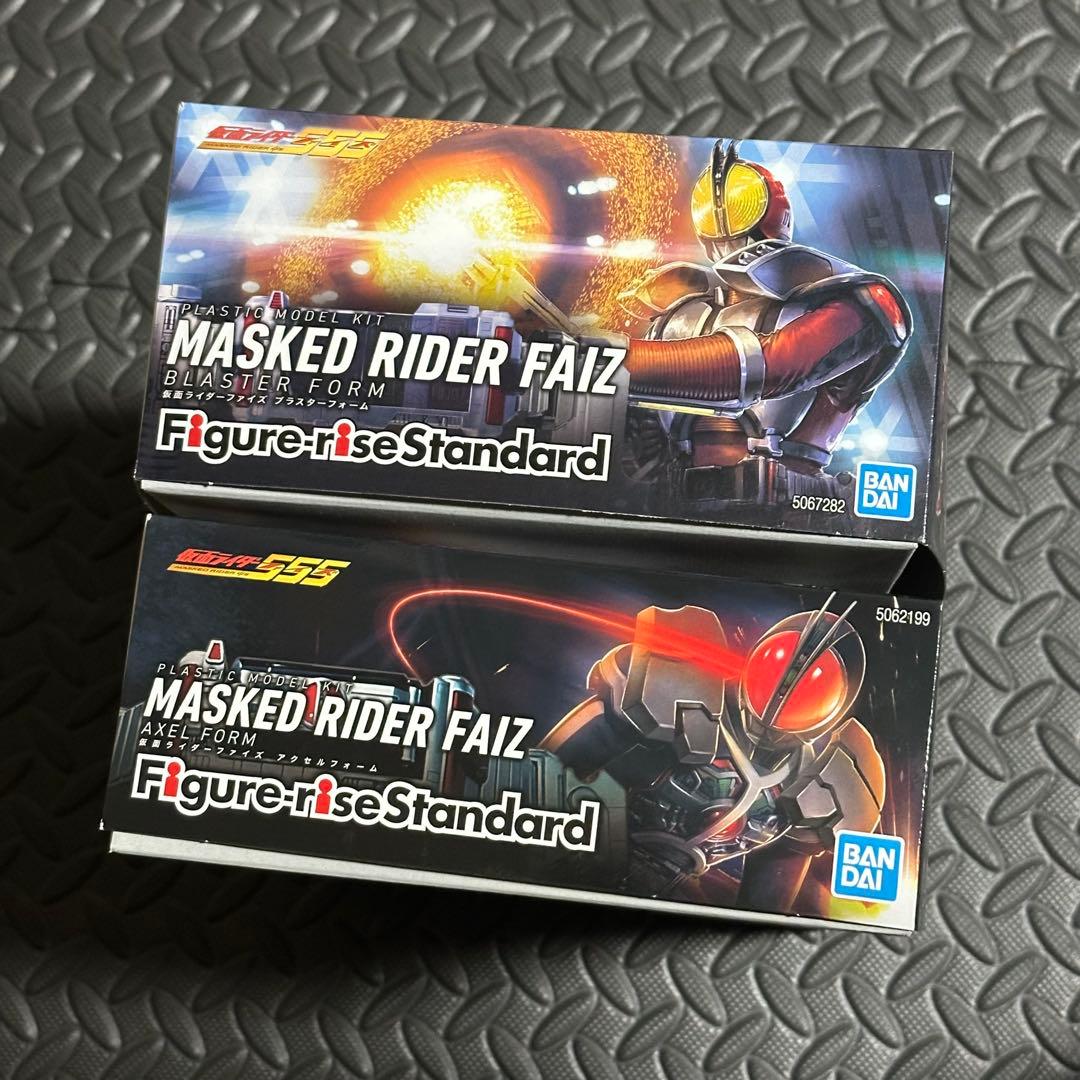 仮面ライダー555
MASKED RIDER Φ's
PLASTIC MODEL KIT
MASKED RIDER FAIZ
BLASTER FORM
仮面ライダーファイズ ブラスターフォーム
Figure-riseStandard
5067282
BAN
DAI
仮面ライダー555
MASKED RIDER Φ's
5062199
PLASTIC MODEL KIT
MASKED RIDER FAIZ
AXEL FORM
仮面ライダーファイズ アクセルフォーム
Figure-riseStandard
BAN
DAI